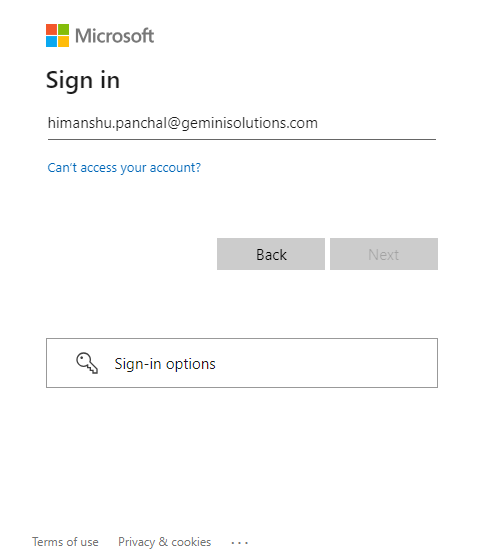 Microsoft
Sign in
himanshu.panchal@geminisolutions.com
Can't access your account?
Back Next
Sign-in options
Terms of use Privacy & cookies ...